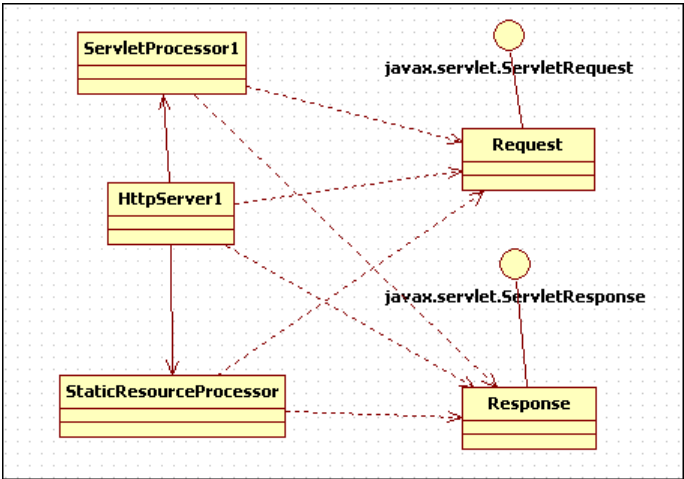 ServletProcessor1
javax.servlet.ServletRequest
Request
HttpServer1
javax.servlet.ServletResponse
StaticResourceProcessor
Response